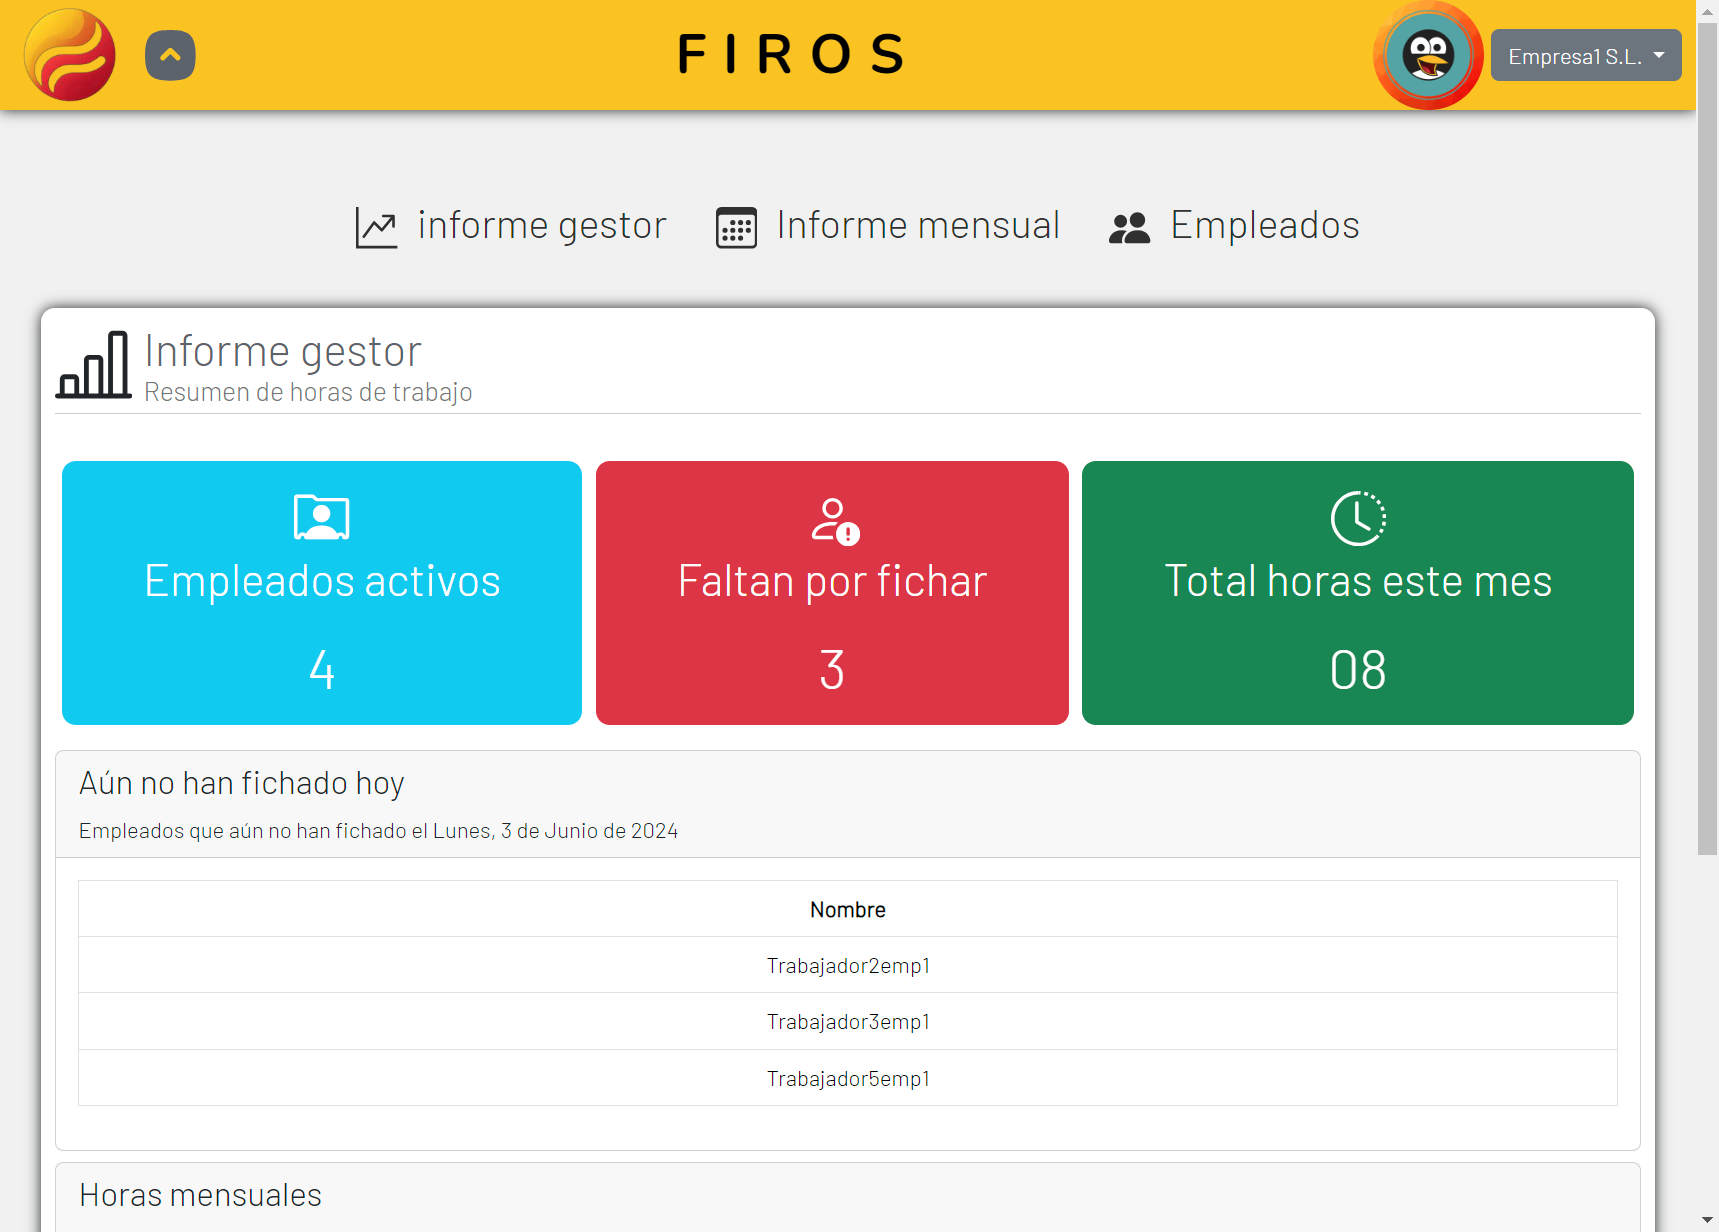 FIROS
Empresa1 S.L.
informe gestor
Informe mensual
Empleados
Informe gestor
Resumen de horas de trabajo
Empleados activos
4
Faltan por fichar
3
Total horas este mes
08
Aún no han fichado hoy
Empleados que aún no han fichado el Lunes, 3 de Junio de 2024
Nombre
Trabajador2emp1
Trabajador3emp1
Trabajador5emp1
Horas mensuales